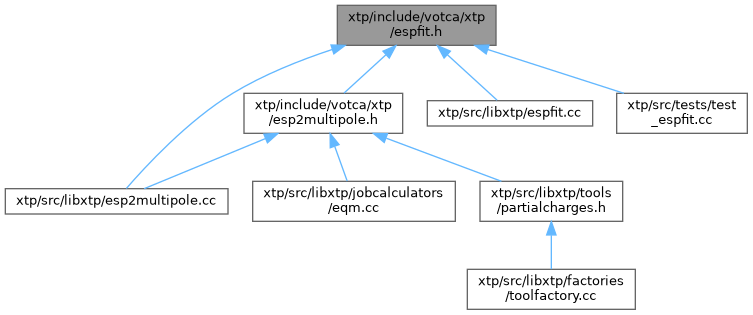 xtp/include/votca/xtp
/espfit.h
xtp/include/votca/xtp
/esp2multipole.h
xtp/src/libxtp/espfit.cc
xtp/src/tests/test
_espfit.cc
xtp/src/libxtp/esp2multipole.cc
xtp/src/libxtp/jobcalculators
/eqm.cc
xtp/src/libxtp/tools
/partialcharges.h
xtp/src/libxtp/factories
/toolfactory.cc